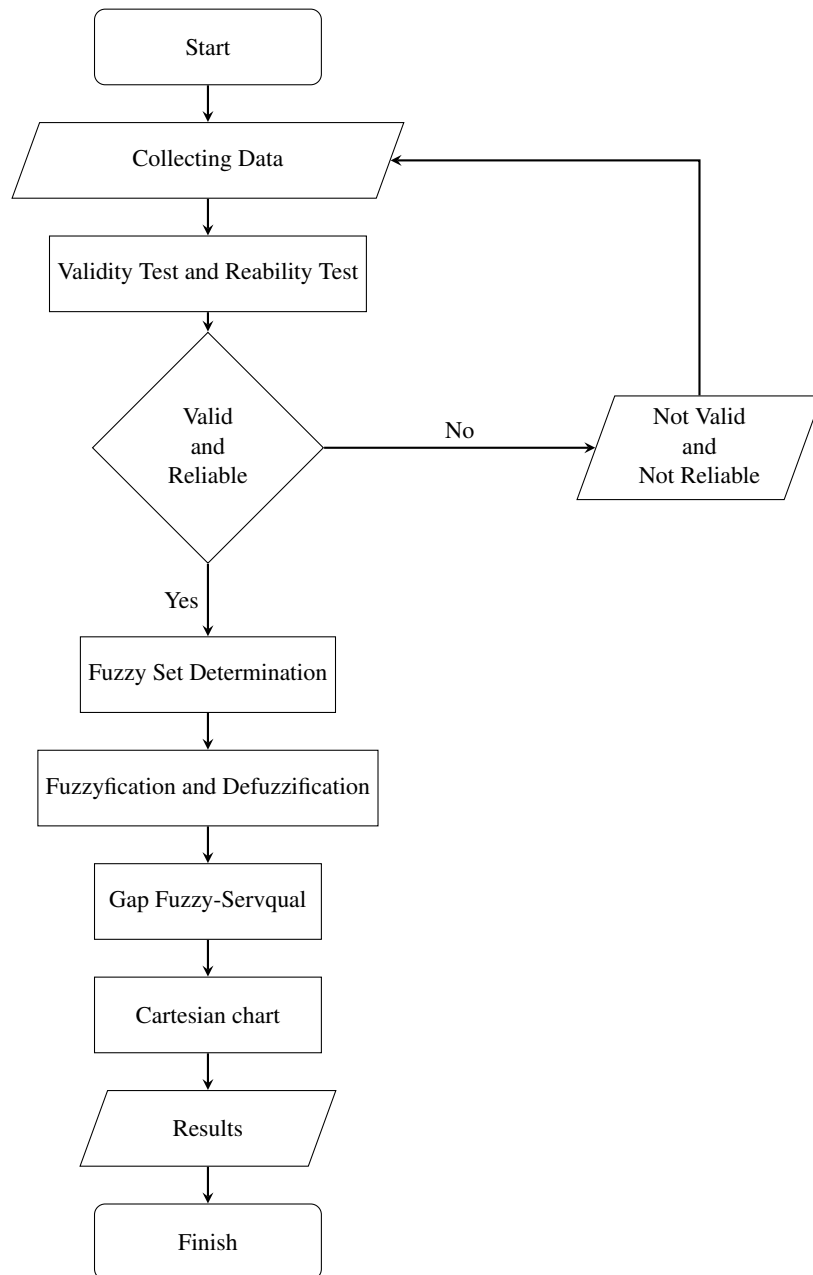 Start
Collecting Data
Validity Test and Reability Test
Valid
and
Reliable
No
Not Valid
and
Not Reliable
Yes
Fuzzy Set Determination
Fuzzyfication and Defuzzification
Gap Fuzzy-Servqual
Cartesian chart
Results
Finish